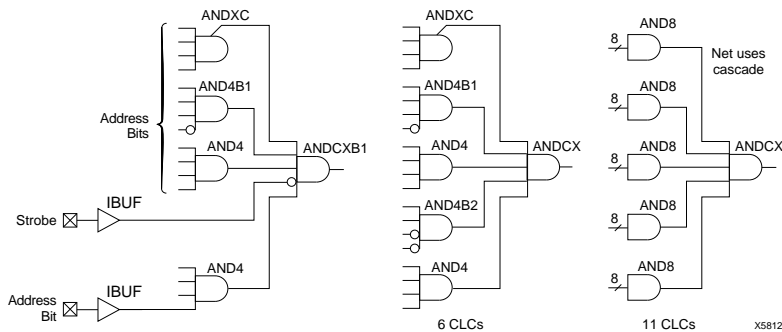 ANDXC
AND4B1
Address
Bits
AND4
ANDCXB1
Strobe
IBUF
AND4
Address
Bit
IBUF
ANDXC
AND4B1
AND4
ANDCX
AND4B2
AND4
6 CLCs
AND8
8
Net uses
cascade
AND8
8
AND8
8
ANDCX
AND8
8
AND8
8
11 CLCs
X5812